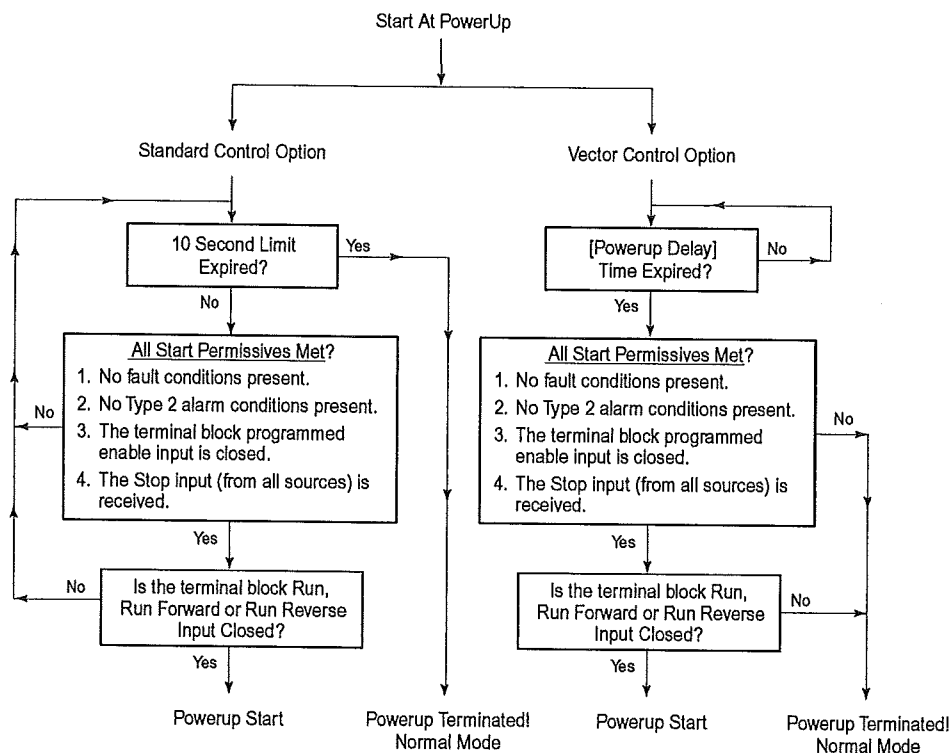 Start At PowerUp
Standard Control Option
Vector Control Option
10 Second Limit
Expired?
Yes
No
All Start Permissives Met?
1. No fault conditions present.
2. No Type 2 alarm conditions present.
3. The terminal block programmed
enable input is closed.
4. The Stop input (from all sources) is
received.
No
Yes
Is the terminal block Run,
Run Forward or Run Reverse
Input Closed?
No
Yes
Powerup Start
Powerup Terminated!
Normal Mode
[Powerup Delay]
Time Expired?
No
Yes
All Start Permissives Met?
1. No fault conditions present.
2. No Type 2 alarm conditions present.
3. The terminal block programmed
enable input is closed.
4. The Stop input (from all sources) is
received.
No
Yes
Is the terminal block Run,
Run Forward or Run Reverse
Input Closed?
No
Yes
Powerup Start
Powerup Terminated!
Normal Mode